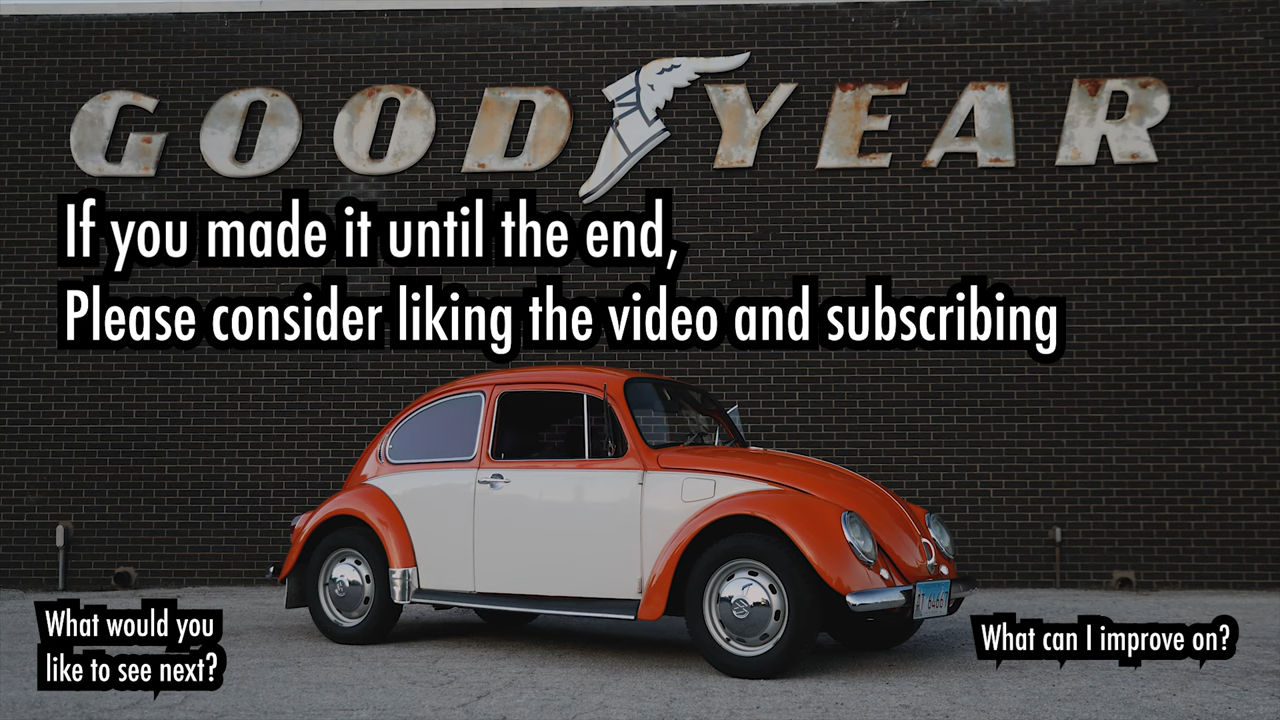 GOODYEAR
If you made it until the end,
Please consider liking the video and subscribing
What would you
like to see next?
What can I improve on?